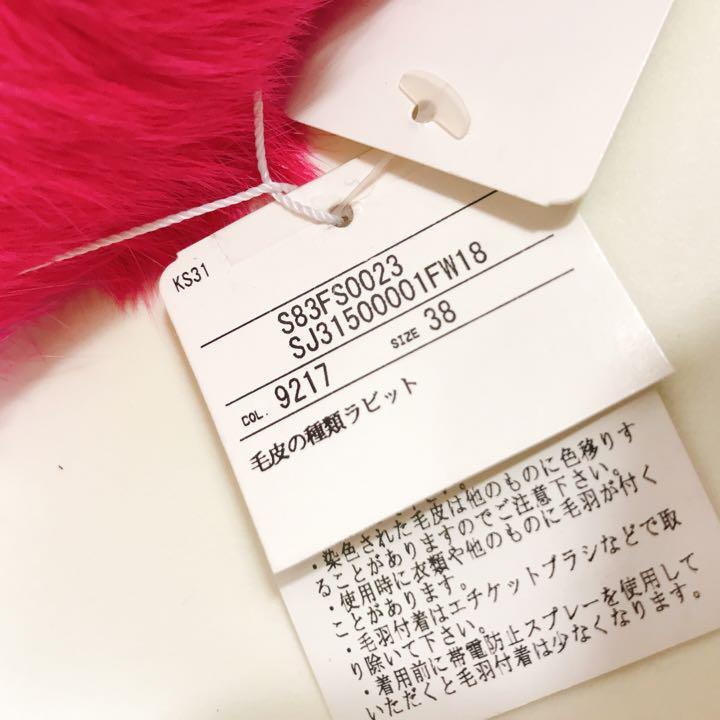 KS31
S83FS0023
SJ31500001FW18
COL. 9217 SIZE 38
毛皮の種類ラビット
・染色された毛皮は他のものに色移りす
ることがありますのでご注意下さい。
・使用時に衣類や他のものに毛羽が付く
ことがあります。
・毛羽付着はエチケットブラシなどで取
り除いて下さい。
・着用前に帯電防止スプレーを使用して
いただくと毛羽付着は少なくなります。